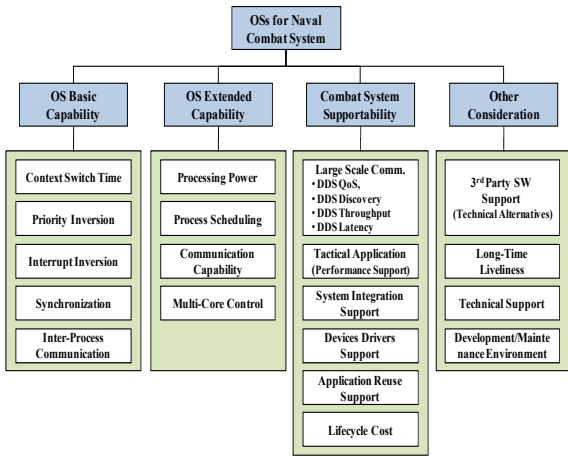 OSs for Naval
Combat System
OS Basic
Capability
OS Extended
Capability
Combat System
Supportability
Other
Consideration
Context Switch Time
Priority Inversion
Interrupt Inversion
Synchronization
Inter-Process
Communication
Processing Power
Process Scheduling
Communication
Capability
Multi-Core Control
Large Scale Comm.
• DDS QoS,
• DDS Discovery
• DDS Throughput
• DDS Latency
Tactical Application
(Performance Support)
System Integration
Support
Devices Drivers
Support
Application Reuse
Support
Lifecycle Cost
3rd Party SW
Support
(Technical Alternatives)
Long-Time
Liveliness
Technical Support
Development/Mainte
nance Environment